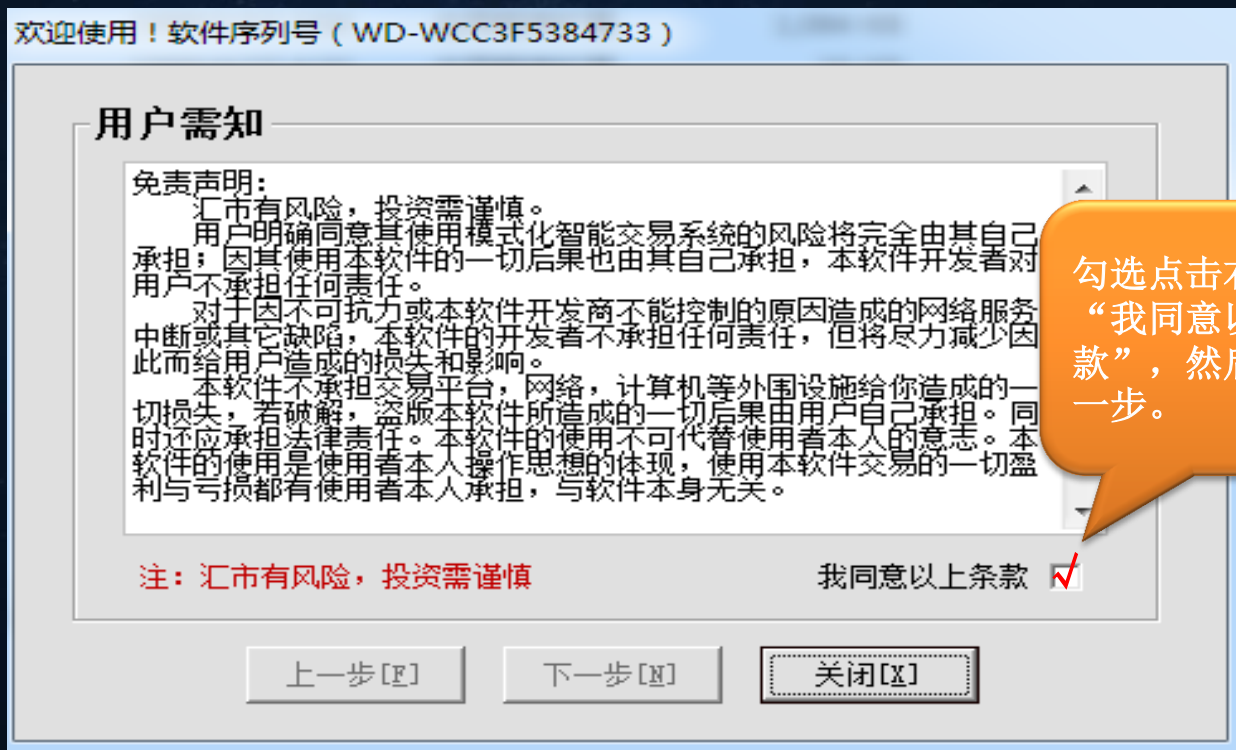 欢迎使用！软件序列号（WD-WCC3F5384733）
用户需知
免责声明：
汇市有风险，投资需谨慎。
用户明确同意其使用模式化智能交易系统的风险将完全由其自己
承担；因其使用本软件的一切后果也由其自己承担，本软件开发者对
用户不承担任何责任。
对于因不可抗力或本软件开发商不能控制的原因造成的网络服务
中断或其它缺陷，本软件的开发者不承担任何责任，但将尽力减少因
此而给用户造成的损失和影响。
本软件不承担交易平台，网络，计算机等外围设施给你造成的一
切损失，若破解，盗版本软件所造成的一切后果由用户自己承担。同
时还应承担法律责任。本软件的使用不可代替使用者本人的意志。本
软件的使用是使用者本人操作思想的体现，使用本软件交易的一切盈
利与亏损都有使用者本人承担，与软件本身无关。
勾选点击
“我同意
款”，然
一步。
注：汇市有风险，投资需谨慎
我同意以上条款
上一步[F]
下一步[N]
关闭[X]